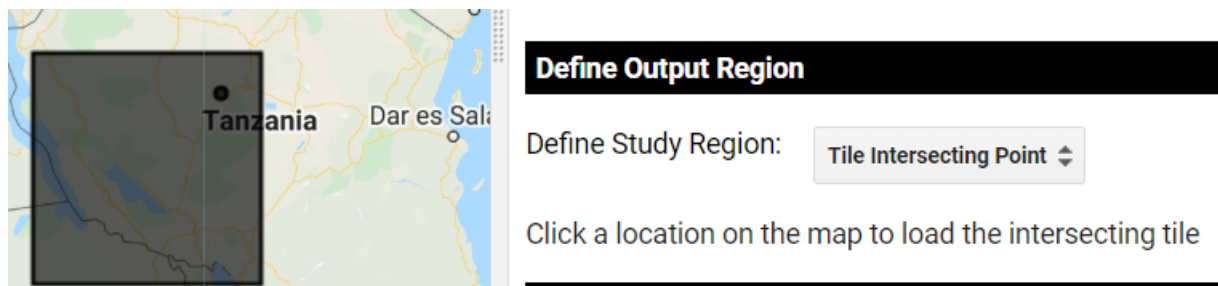 Tanzania
Dar es Sala
Define Output Region
Define Study Region:
Tile Intersecting Point
Click a location on the map to load the intersecting tile